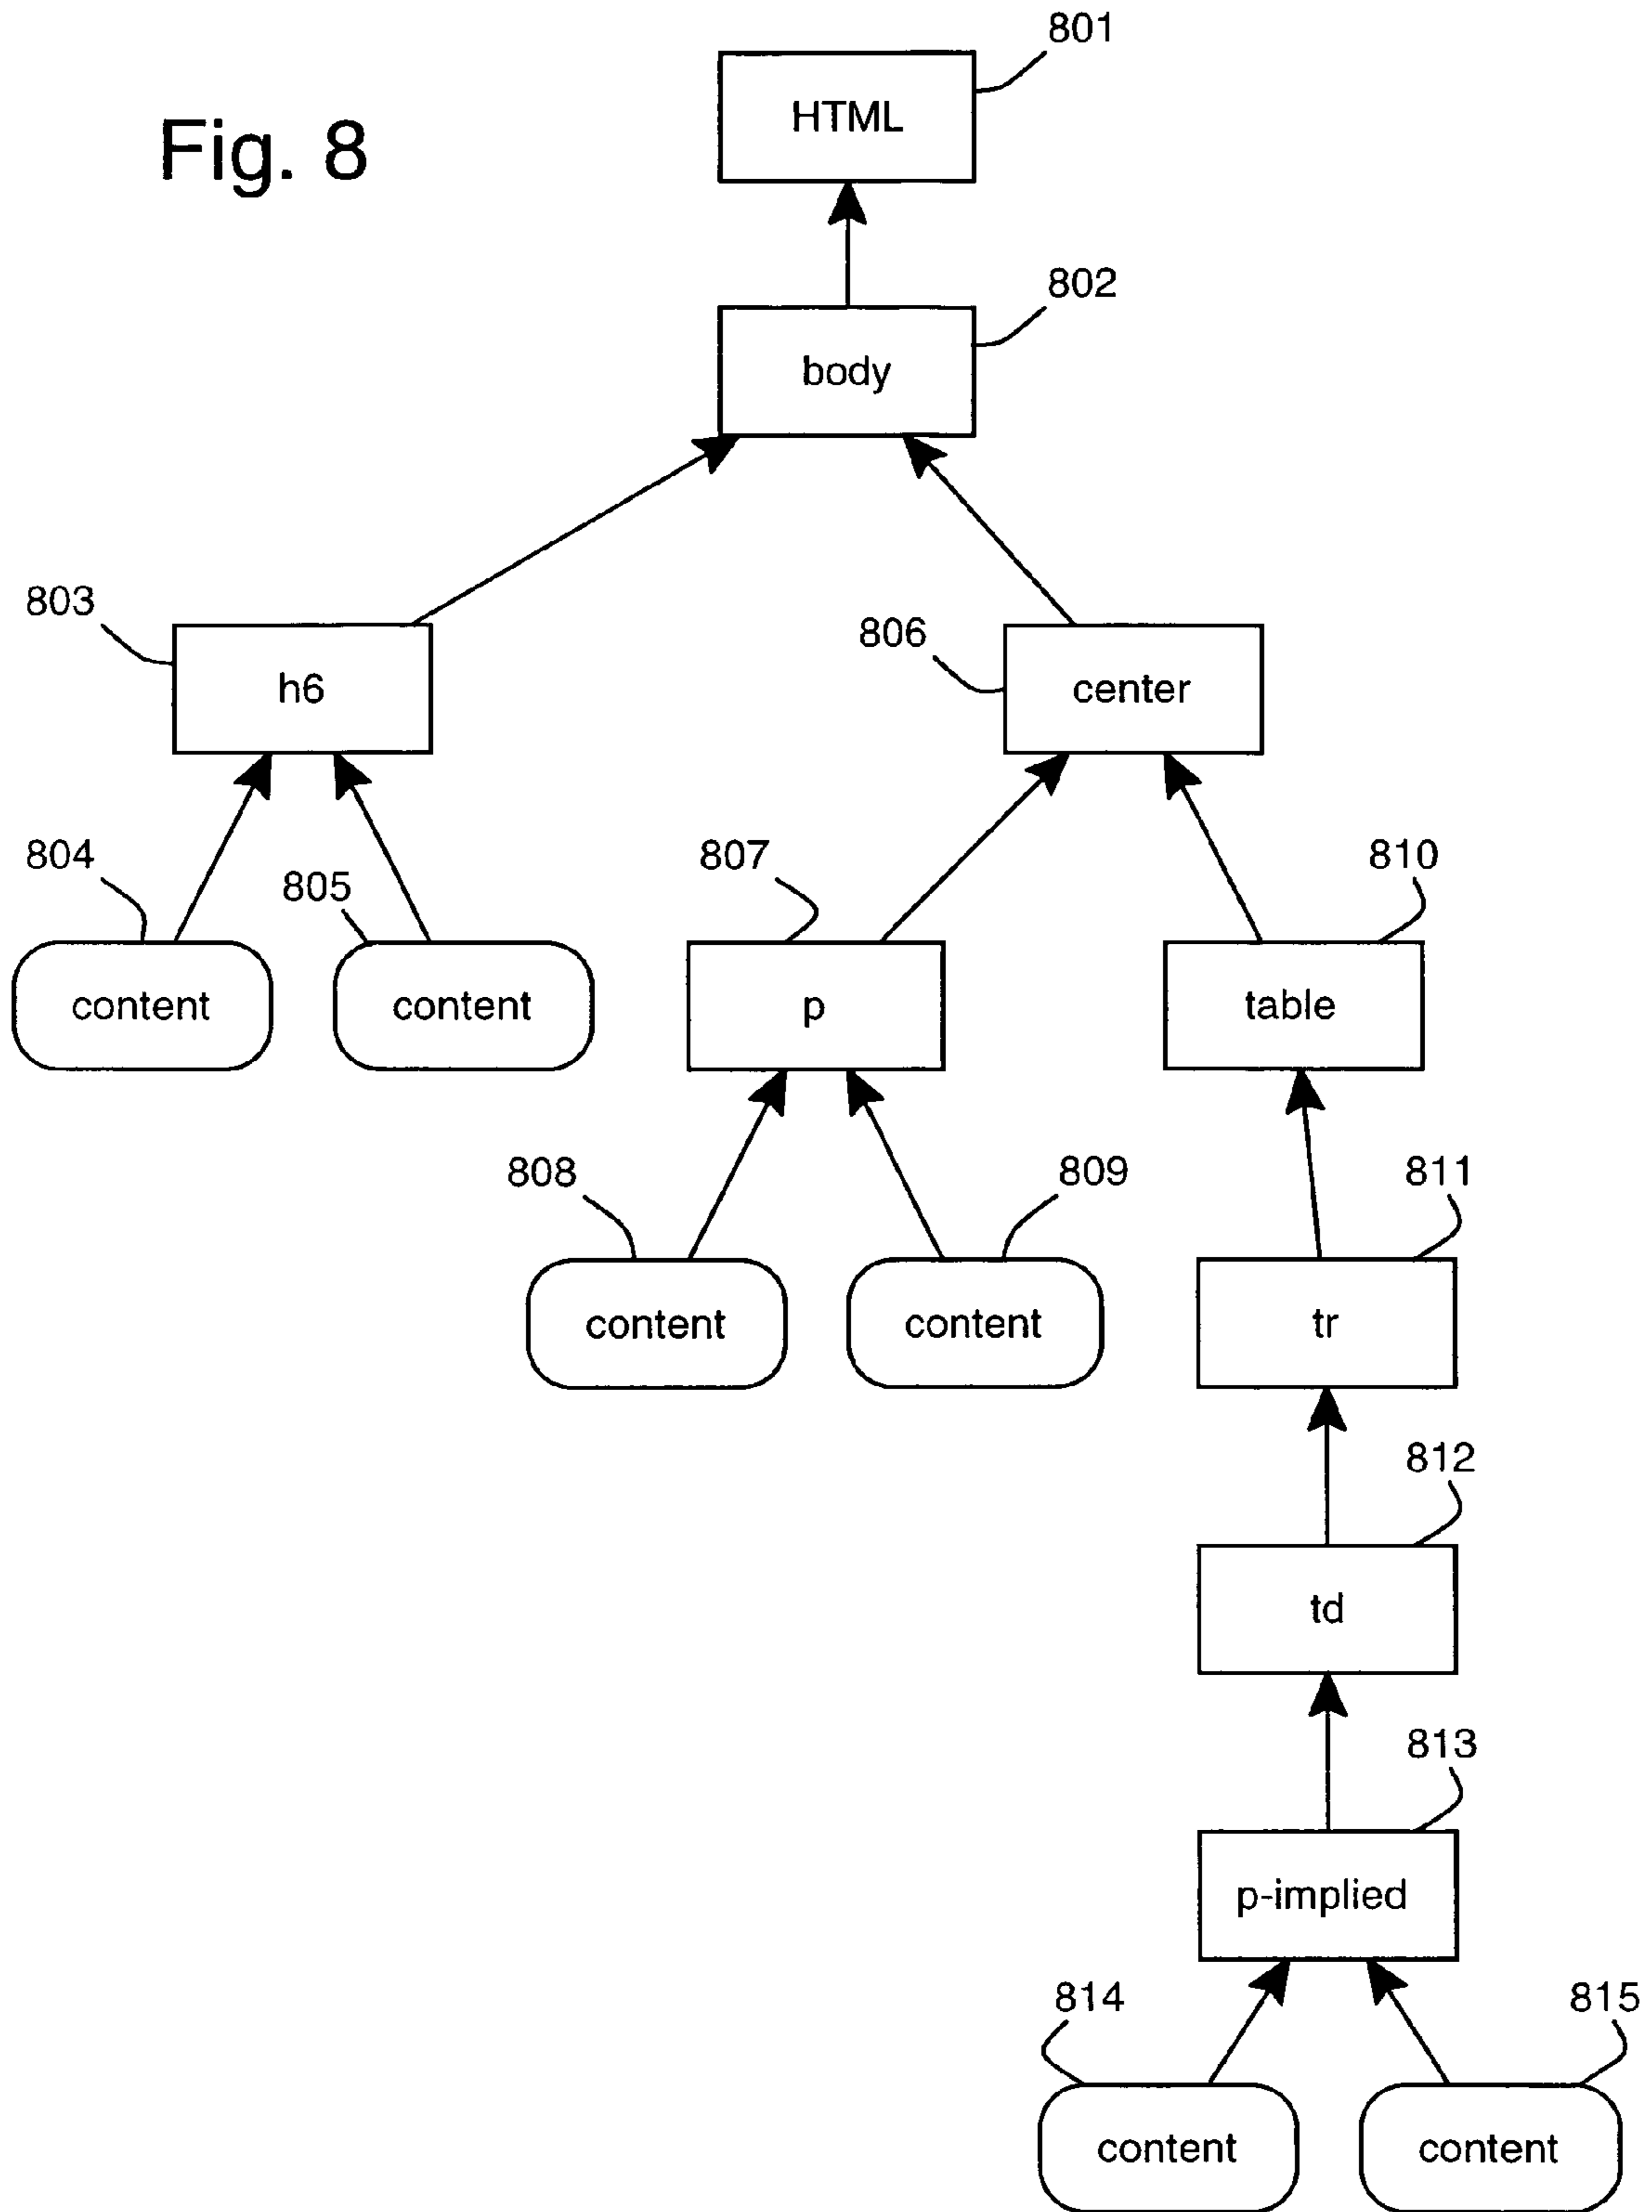 801
HTML
Fig. 8
802
body
803
806
h6
center
804
805
807
810
content
content
p
table
808
809
811
content
content
tr
812
td
813
p-implied
814
815
content
content